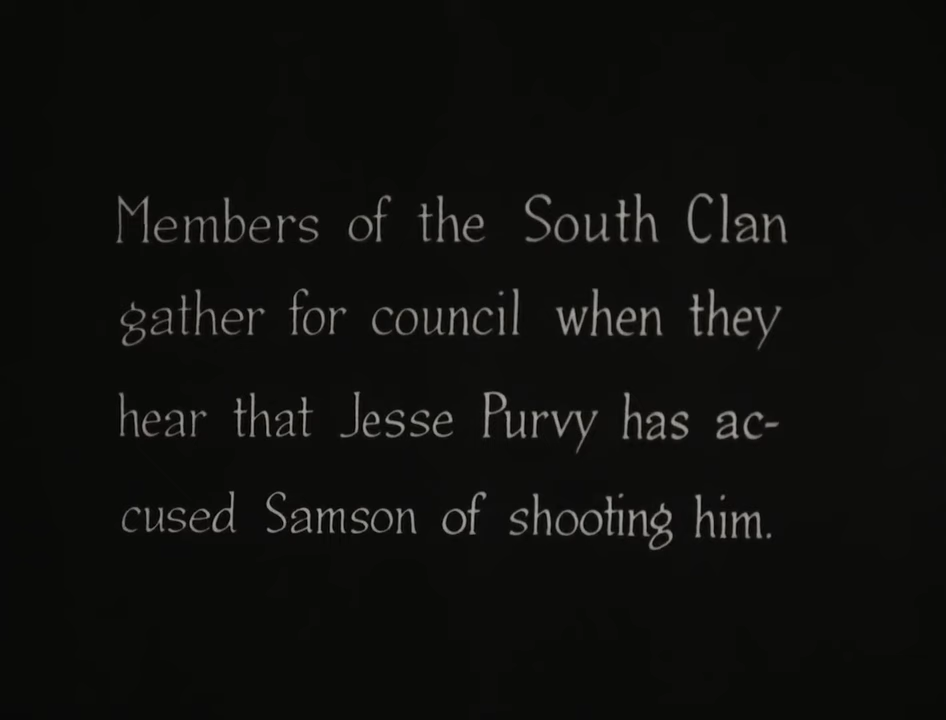 Members of the South Clan
gather for council when they
hear that Jesse Purvy has ac-
cused Samson of shooting him.